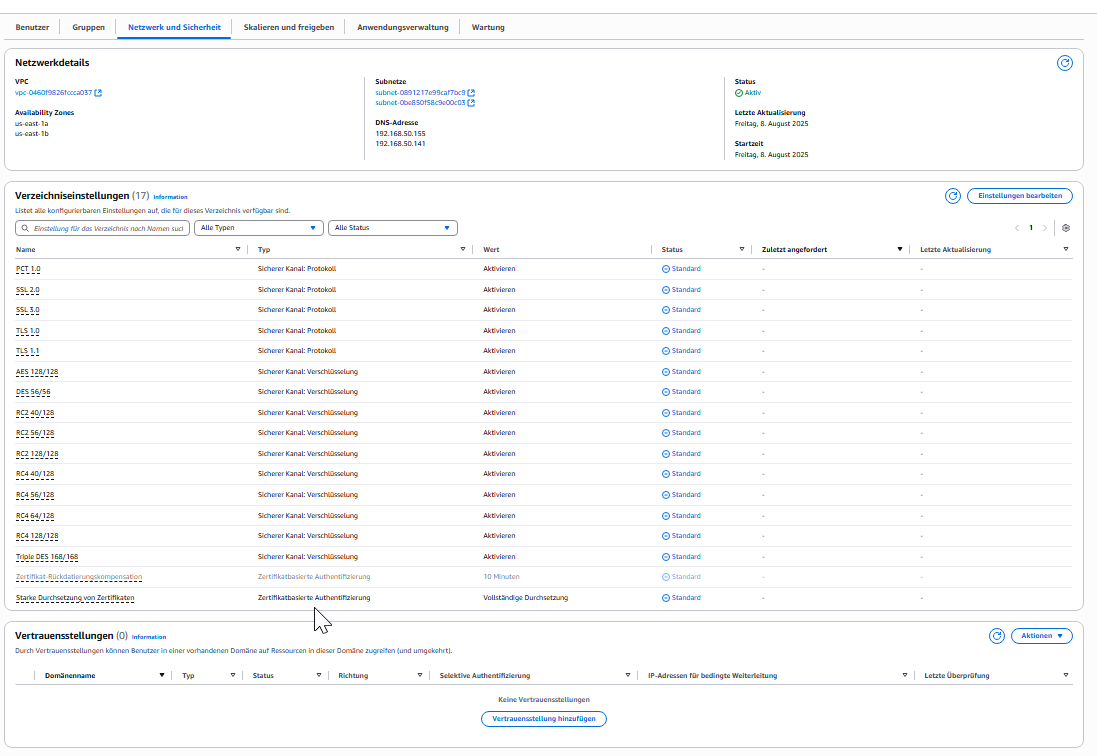 Benutzer Gruppen Netzwerk und Sicherheit Skalieren und freigeben Anwendungsverwaltung Wartung
Netzwerkdetails
VPC
vpc-0460f9826fccca037
Availability Zones
us-east-1a
us-east-1b
Subnetze
subnet-0891217e99caf7bc9
subnet-0be850f58c9e00c03
DNS-Adresse
192.168.50.155
192.168.50.141
Status
Aktiv
Letzte Aktualisierung
Freitag, 8. August 2025
Startzeit
Freitag, 8. August 2025
Verzeichniseinstellungen (17) Information
Einstellungen bearbeiten
Listet alle konfigurierbaren Einstellungen auf, die für dieses Verzeichnis verfügbar sind.
Einstellung für das Verzeichnis nach Namen sucl Alle Typen Alle Status
1
Name Typ Wert Status Zuletzt angefordert Letzte Aktualisierung
PCT 1.0 Sicherer Kanal: Protokoll Aktivieren Standard - -
SSL 2.0 Sicherer Kanal: Protokoll Aktivieren Standard - -
SSL 3.0 Sicherer Kanal: Protokoll Aktivieren Standard - -
TLS 1.0 Sicherer Kanal: Protokoll Aktivieren Standard - -
TLS 1.1 Sicherer Kanal: Protokoll Aktivieren Standard - -
AES 128/128 Sicherer Kanal: Verschlüsselung Aktivieren Standard - -
DES 56/56 Sicherer Kanal: Verschlüsselung Aktivieren Standard - -
RC2 40/128 Sicherer Kanal: Verschlüsselung Aktivieren Standard - -
RC2 56/128 Sicherer Kanal: Verschlüsselung Aktivieren Standard - -
RC2 128/128 Sicherer Kanal: Verschlüsselung Aktivieren Standard - -
RC4 40/128 Sicherer Kanal: Verschlüsselung Aktivieren Standard - -
RC4 56/128 Sicherer Kanal: Verschlüsselung Aktivieren Standard - -
RC4 64/128 Sicherer Kanal: Verschlüsselung Aktivieren Standard - -
RC4 128/128 Sicherer Kanal: Verschlüsselung Aktivieren Standard - -
Triple DES 168/168 Sicherer Kanal: Verschlüsselung Aktivieren Standard - -
Zertifikat-Rückdatierungskompensation Zertifikatbasierte Authentifizierung 10 Minuten Standard - -
Starke Durchsetzung von Zertifikaten Zertifikatbasierte Authentifizierung Vollständige Durchsetzung Standard - -
Vertrauensstellungen (0) Information
Aktionen
Durch Vertrauensstellungen können Benutzer in einer vorhandenen Domäne auf Ressourcen in dieser Domäne zugreifen (und umgekehrt).
Domänenname Typ Status Richtung Selektive Authentifizierung IP-Adressen für bedingte Weiterleitung Letzte Überprüfung
Keine Vertrauensstellungen
Vertrauensstellung hinzufügen